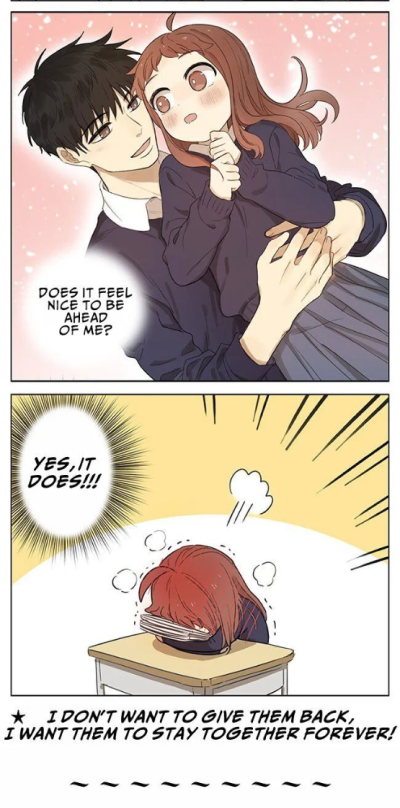 DOES IT FEEL
NICE TO BE
AHEAD
OF ME?
YES, IT
DOES!!!
★ I DON'T WANT TO GIVE THEM BACK,
I WANT THEM TO STAY TOGETHER FOREVER!
~ ~ ~ ~ ~ ~ ~ ~ ~